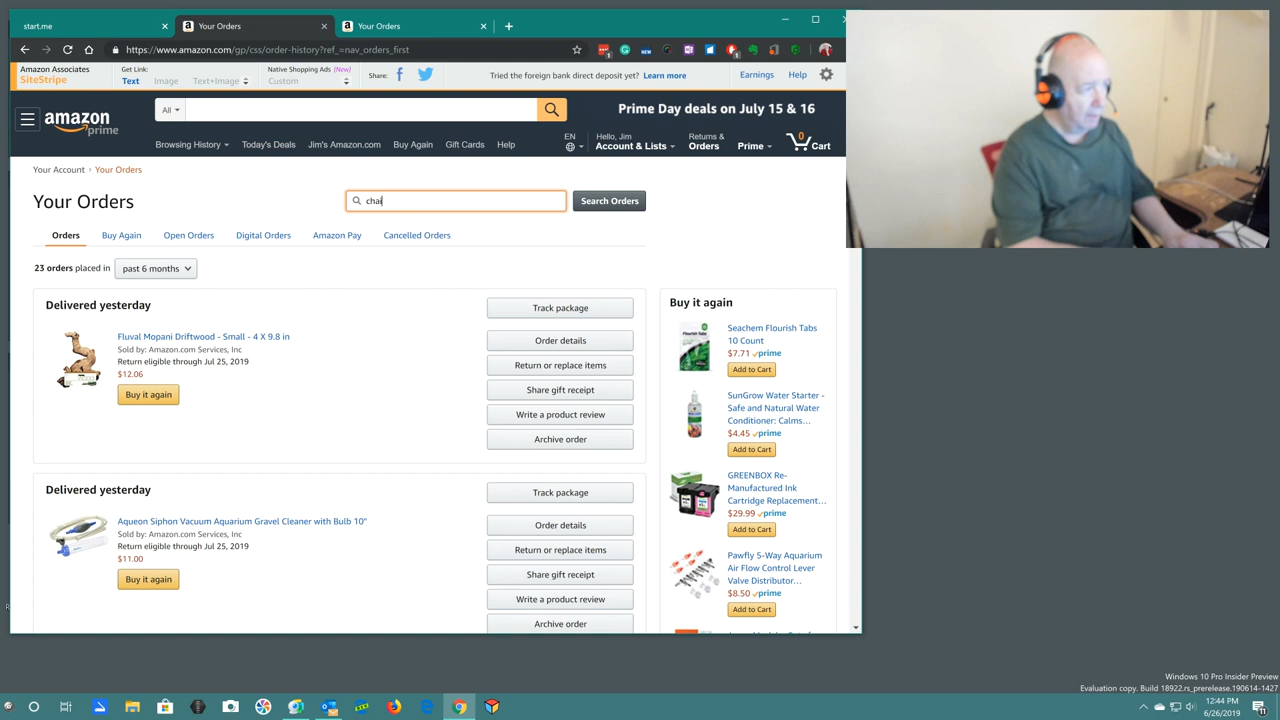 start.me
Your Orders
Your Orders
https://www.amazon.com/gp/css/order-history?ref_=nav_orders_first
Amazon Associates
SiteStripe
Get Link:
Text
Image
Text+Image
Native Shopping Ads (New)
Custom
Share:
Tried the foreign bank direct deposit yet? Learn more
Earnings
Help
amazon
prime
All
Prime Day deals on July 15 & 16
Browsing History
Today's Deals
Jim's Amazon.com
Buy Again
Gift Cards
Help
EN
Hello, Jim
Account & Lists
Returns &
Orders
Prime
0
Cart
Your Account › Your Orders
Your Orders
chai
Search Orders
Orders
Buy Again
Open Orders
Digital Orders
Amazon Pay
Cancelled Orders
23 orders placed in past 6 months
Delivered yesterday
Fluval Mopani Driftwood - Small - 4 X 9.8 in
Sold by: Amazon.com Services, Inc
Return eligible through Jul 25, 2019
$12.06
Buy it again
Track package
Order details
Return or replace items
Share gift receipt
Write a product review
Archive order
Delivered yesterday
Aqueon Siphon Vacuum Aquarium Gravel Cleaner with Bulb 10"
Sold by: Amazon.com Services, Inc
Return eligible through Jul 25, 2019
$11.00
Buy it again
Track package
Order details
Return or replace items
Share gift receipt
Write a product review
Archive order
Buy it again
Seachem Flourish Tabs
10 Count
$7.71 prime
Add to Cart
SunGrow Water Starter -
Safe and Natural Water
Conditioner: Calms...
$4.45 prime
Add to Cart
GREENBOX Re-
Manufactured Ink
Cartridge Replacement...
$29.99 prime
Add to Cart
Pawfly 5-Way Aquarium
Air Flow Control Lever
Valve Distributor...
$8.50 prime
Add to Cart
Windows 10 Pro Insider Preview
Evaluation copy. Build 18922.rs_prerelease.190614-1427
12:44 PM
6/26/2019